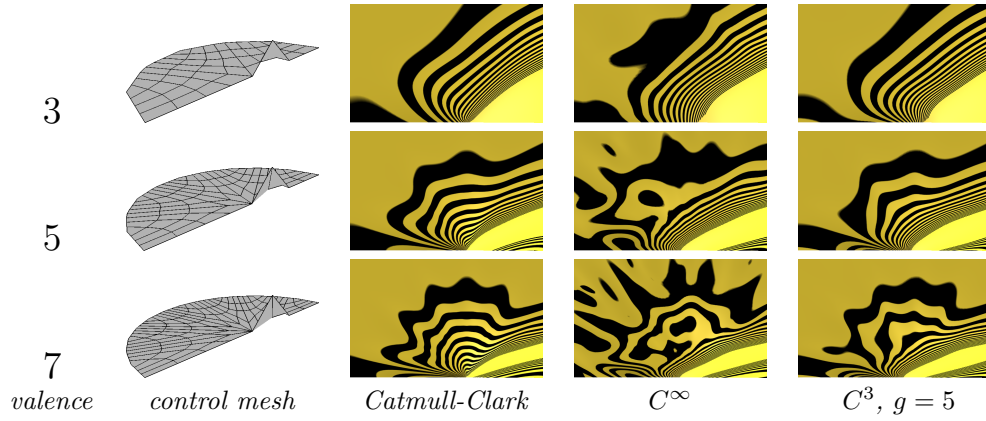 3
5
7
valence control mesh Catmull-Clark C^∞ C^3, g = 5